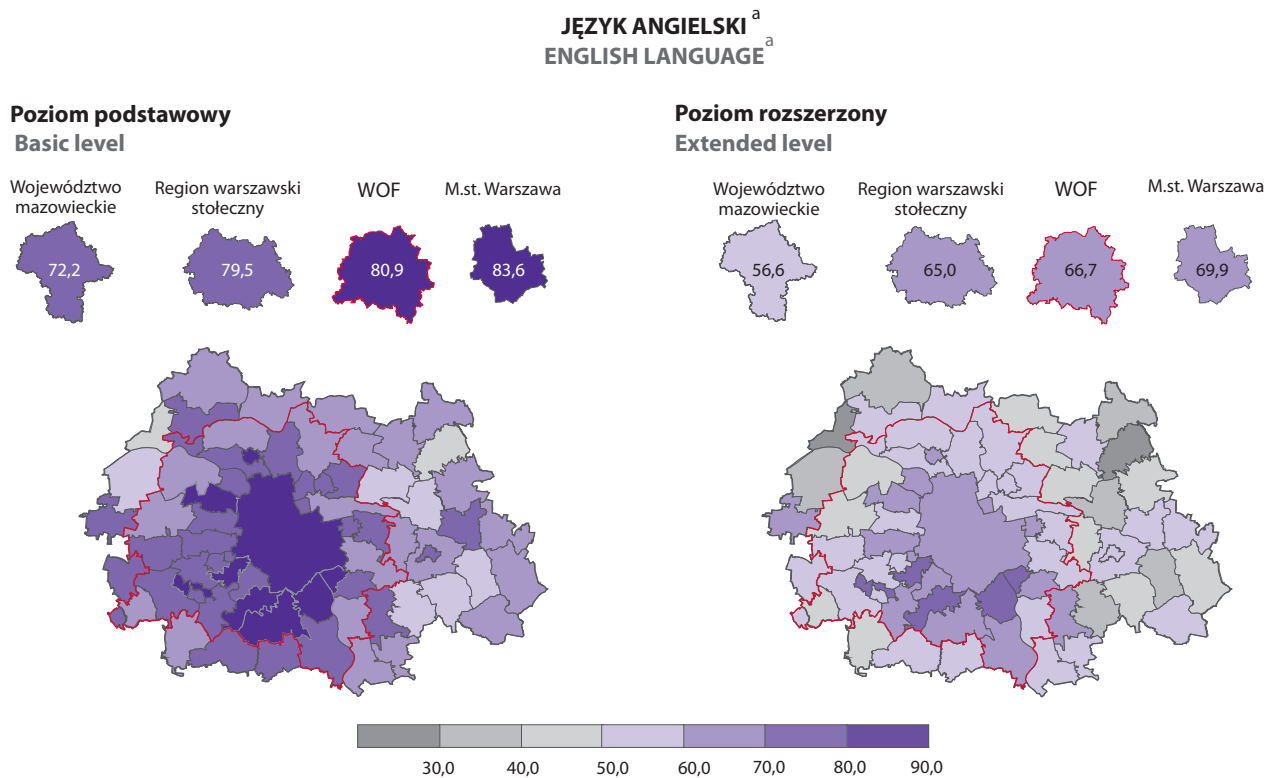 JĘZYK ANGIELSKI a
ENGLISH LANGUAGE a
Poziom podstawowy
Basic level
Województwo
mazowieckie
72,2
Region warszawski
stołeczny
79,5
WOF
80,9
M.st. Warszawa
83,6
Poziom rozszerzony
Extended level
Województwo
mazowieckie
56,6
Region warszawski
stołeczny
65,0
WOF
66,7
M.st. Warszawa
69,9
30,0 40,0 50,0 60,0 70,0 80,0 90,0